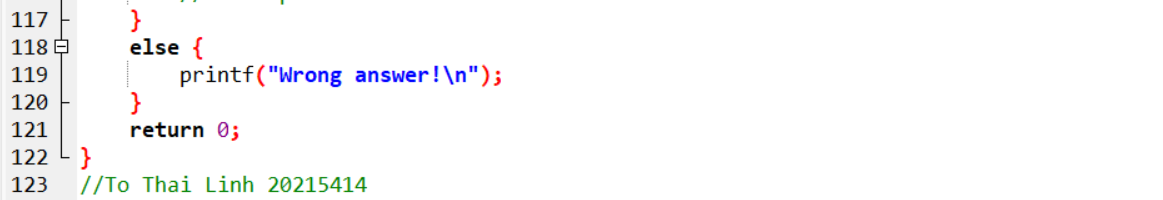 117 }
118 else {
119 printf("Wrong answer!\n");
120 }
121 return 0;
122 }
123 //To Thai Linh 20215414